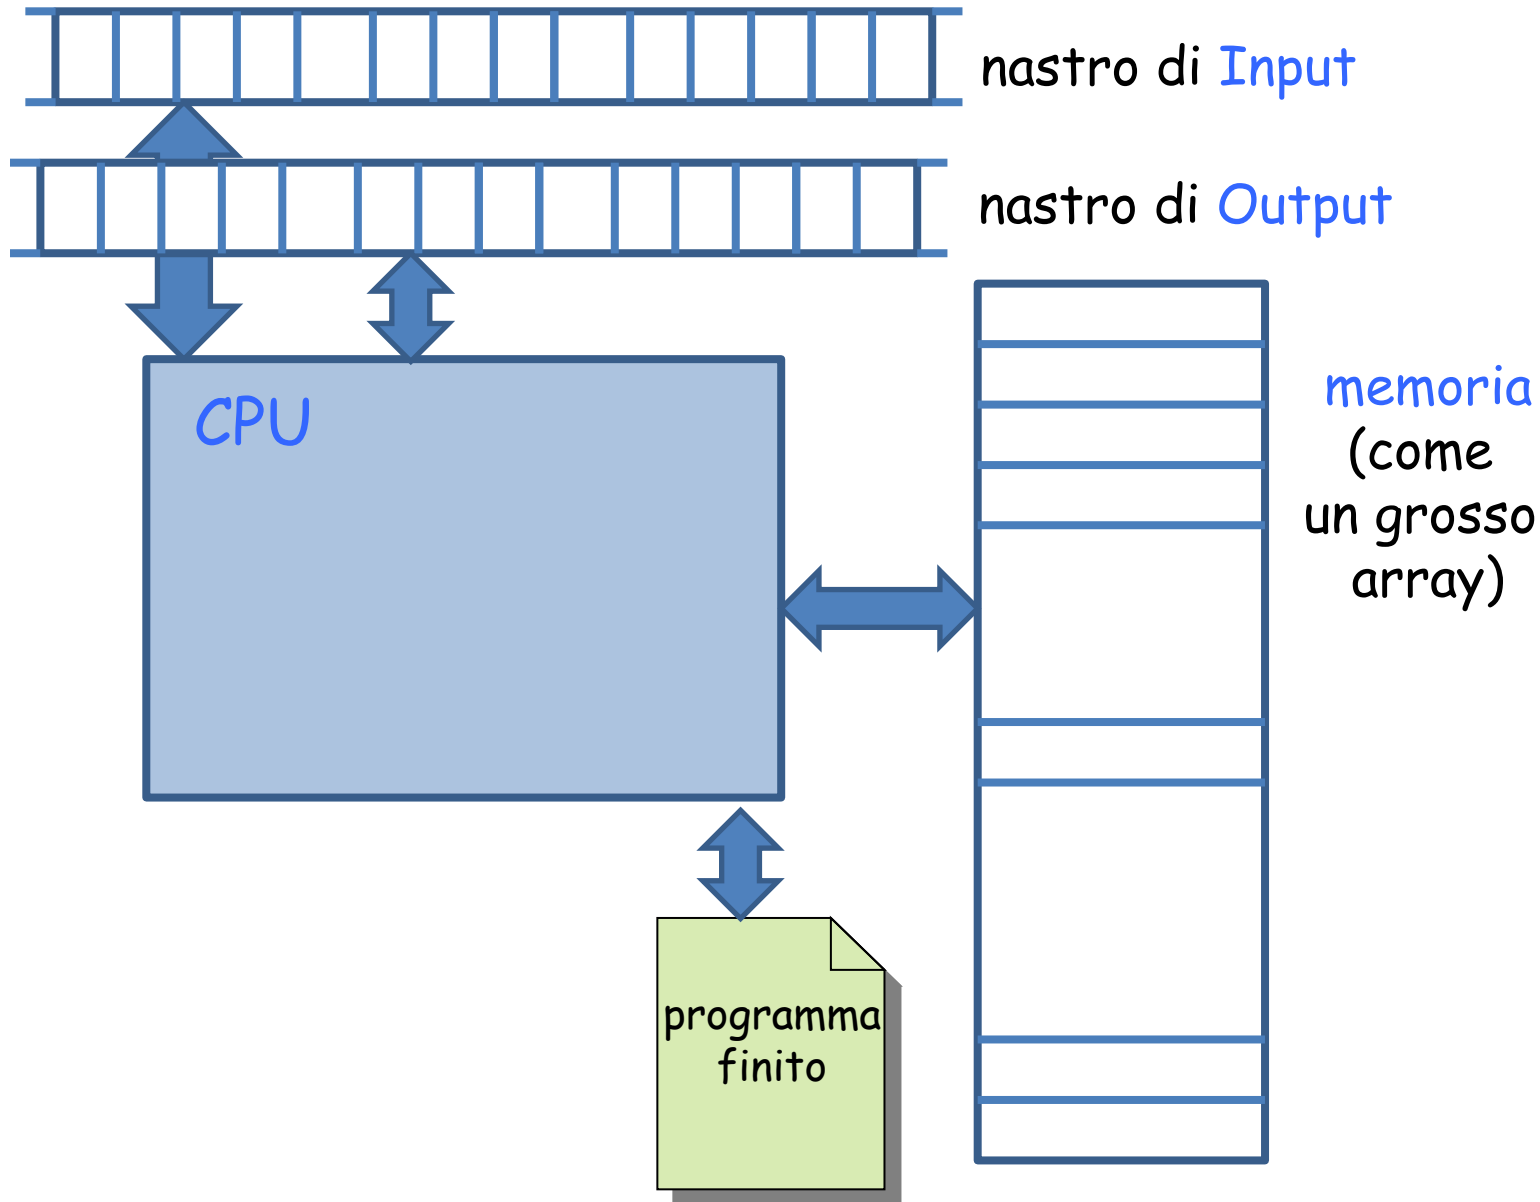 nastro di Input
nastro di Output
CPU
memoria
(come
un grosso
array)
programma
finito